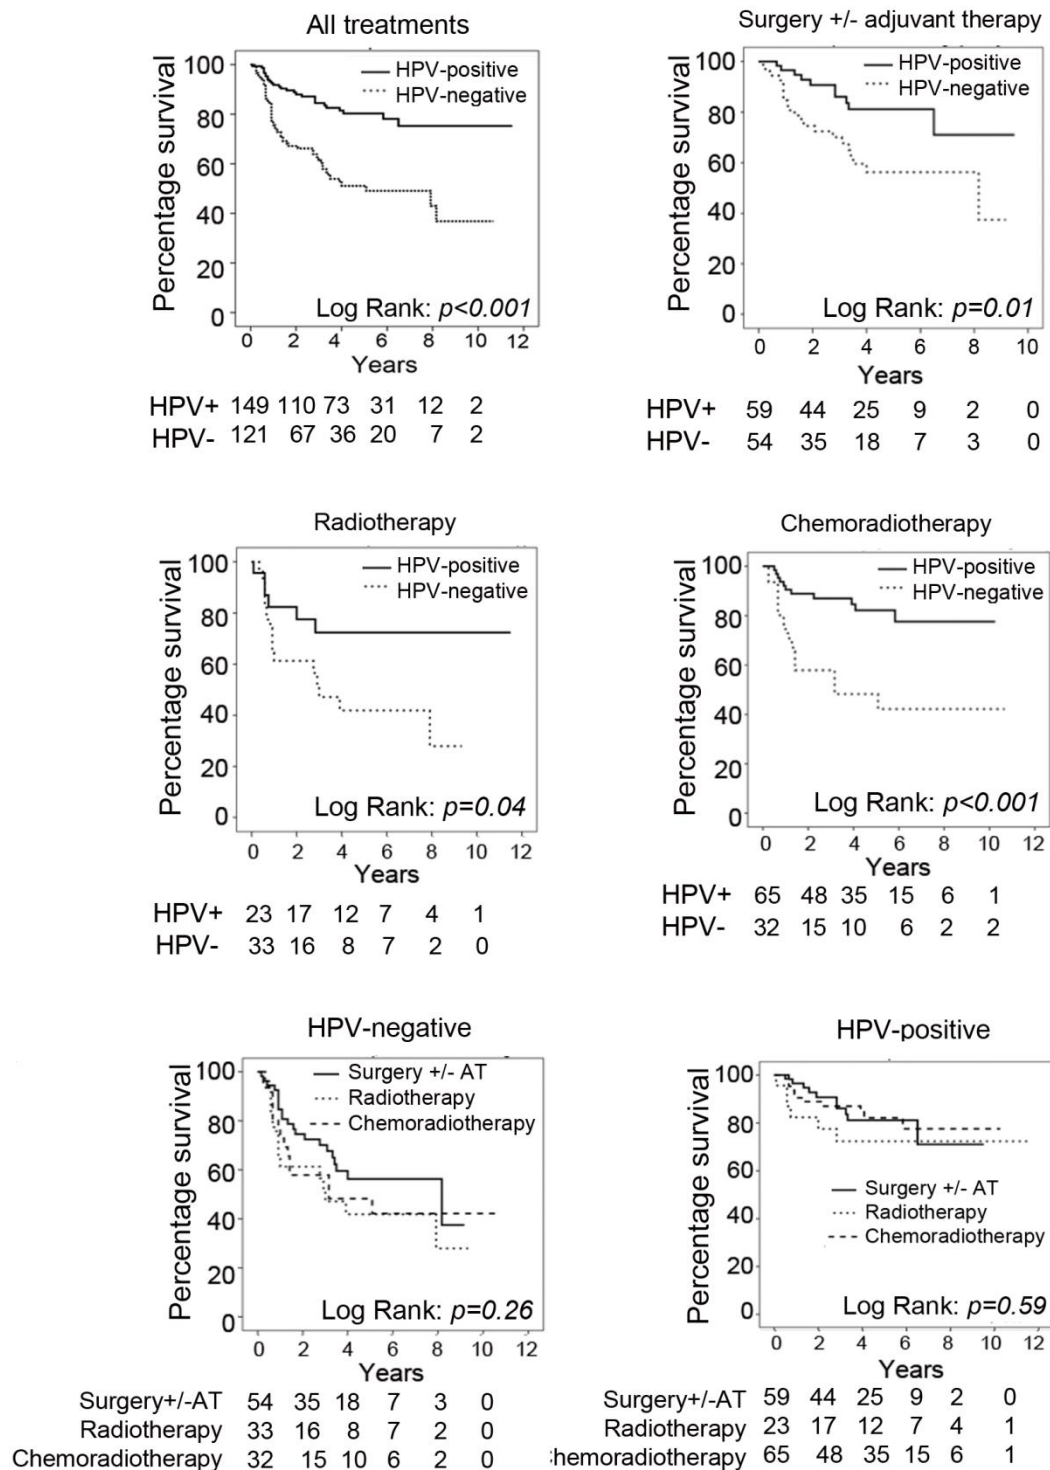 All treatments
Percentage survival
100
80
60
40
20
0
HPV-positive
HPV-negative
Log Rank: p<0.001
0 2 4 6 8 10 12
Years
HPV+ 149 110 73 31 12 2
HPV- 121 67 36 20 7 2
Surgery +/- adjuvant therapy
Percentage survival
100
80
60
40
20
0
HPV-positive
HPV-negative
Log Rank: p=0.01
0 2 4 6 8 10
Years
HPV+ 59 44 25 9 2 0
HPV- 54 35 18 7 3 0
Radiotherapy
Percentage survival
100
80
60
40
20
0
HPV-positive
HPV-negative
Log Rank: p=0.04
0 2 4 6 8 10 12
Years
HPV+ 23 17 12 7 4 1
HPV- 33 16 8 7 2 0
Chemoradiotherapy
Percentage survival
100
80
60
40
20
0
HPV-positive
HPV-negative
Log Rank: p<0.001
0 2 4 6 8 10 12
Years
HPV+ 65 48 35 15 6 1
HPV- 32 15 10 6 2 2
HPV-negative
Percentage survival
100
80
60
40
20
0
Surgery +/- AT
Radiotherapy
Chemoradiotherapy
Log Rank: p=0.26
0 2 4 6 8 10 12
Years
Surgery+/-AT 54 35 18 7 3 0
Radiotherapy 33 16 8 7 2 0
Chemoradiotherapy 32 15 10 6 2 0
HPV-positive
Percentage survival
100
80
60
40
20
0
Surgery +/- AT
Radiotherapy
Chemoradiotherapy
Log Rank: p=0.59
0 2 4 6 8 10 12
Years
Surgery+/-AT 59 44 25 9 2 0
Radiotherapy 23 17 12 7 4 1
hemoradiotherapy 65 48 35 15 6 1